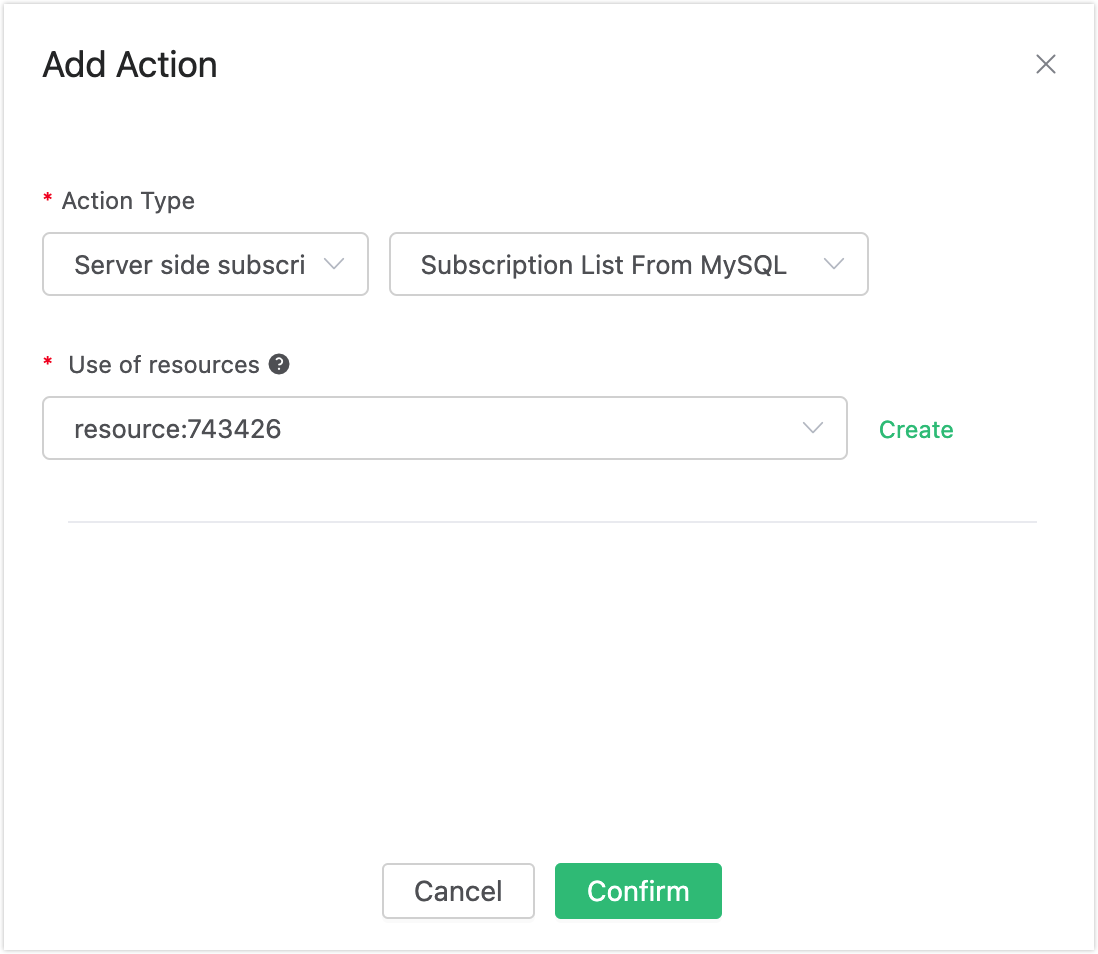 Add Action
* Action Type
Server side subscri
Subscription List From MySQL
* Use of resources ?
resource:743426
Create
Cancel
Confirm